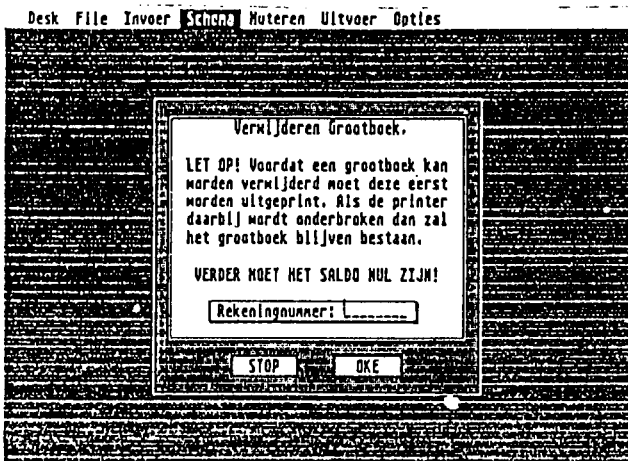 Desk File Invoer Schema Muteren Uitvoer Opties
Verwijderen Grootboek.
LET OP! Voordat een grootboek kan
worden verwijderd moet deze eerst
worden uitgeprint. Als de printer
daarbij wordt onderbroken dan zal
het grootboek blijven bestaan.
VERDER MOET HET SALDO NUL ZIJN!
Rekeningnummer: ________
STOP OKE